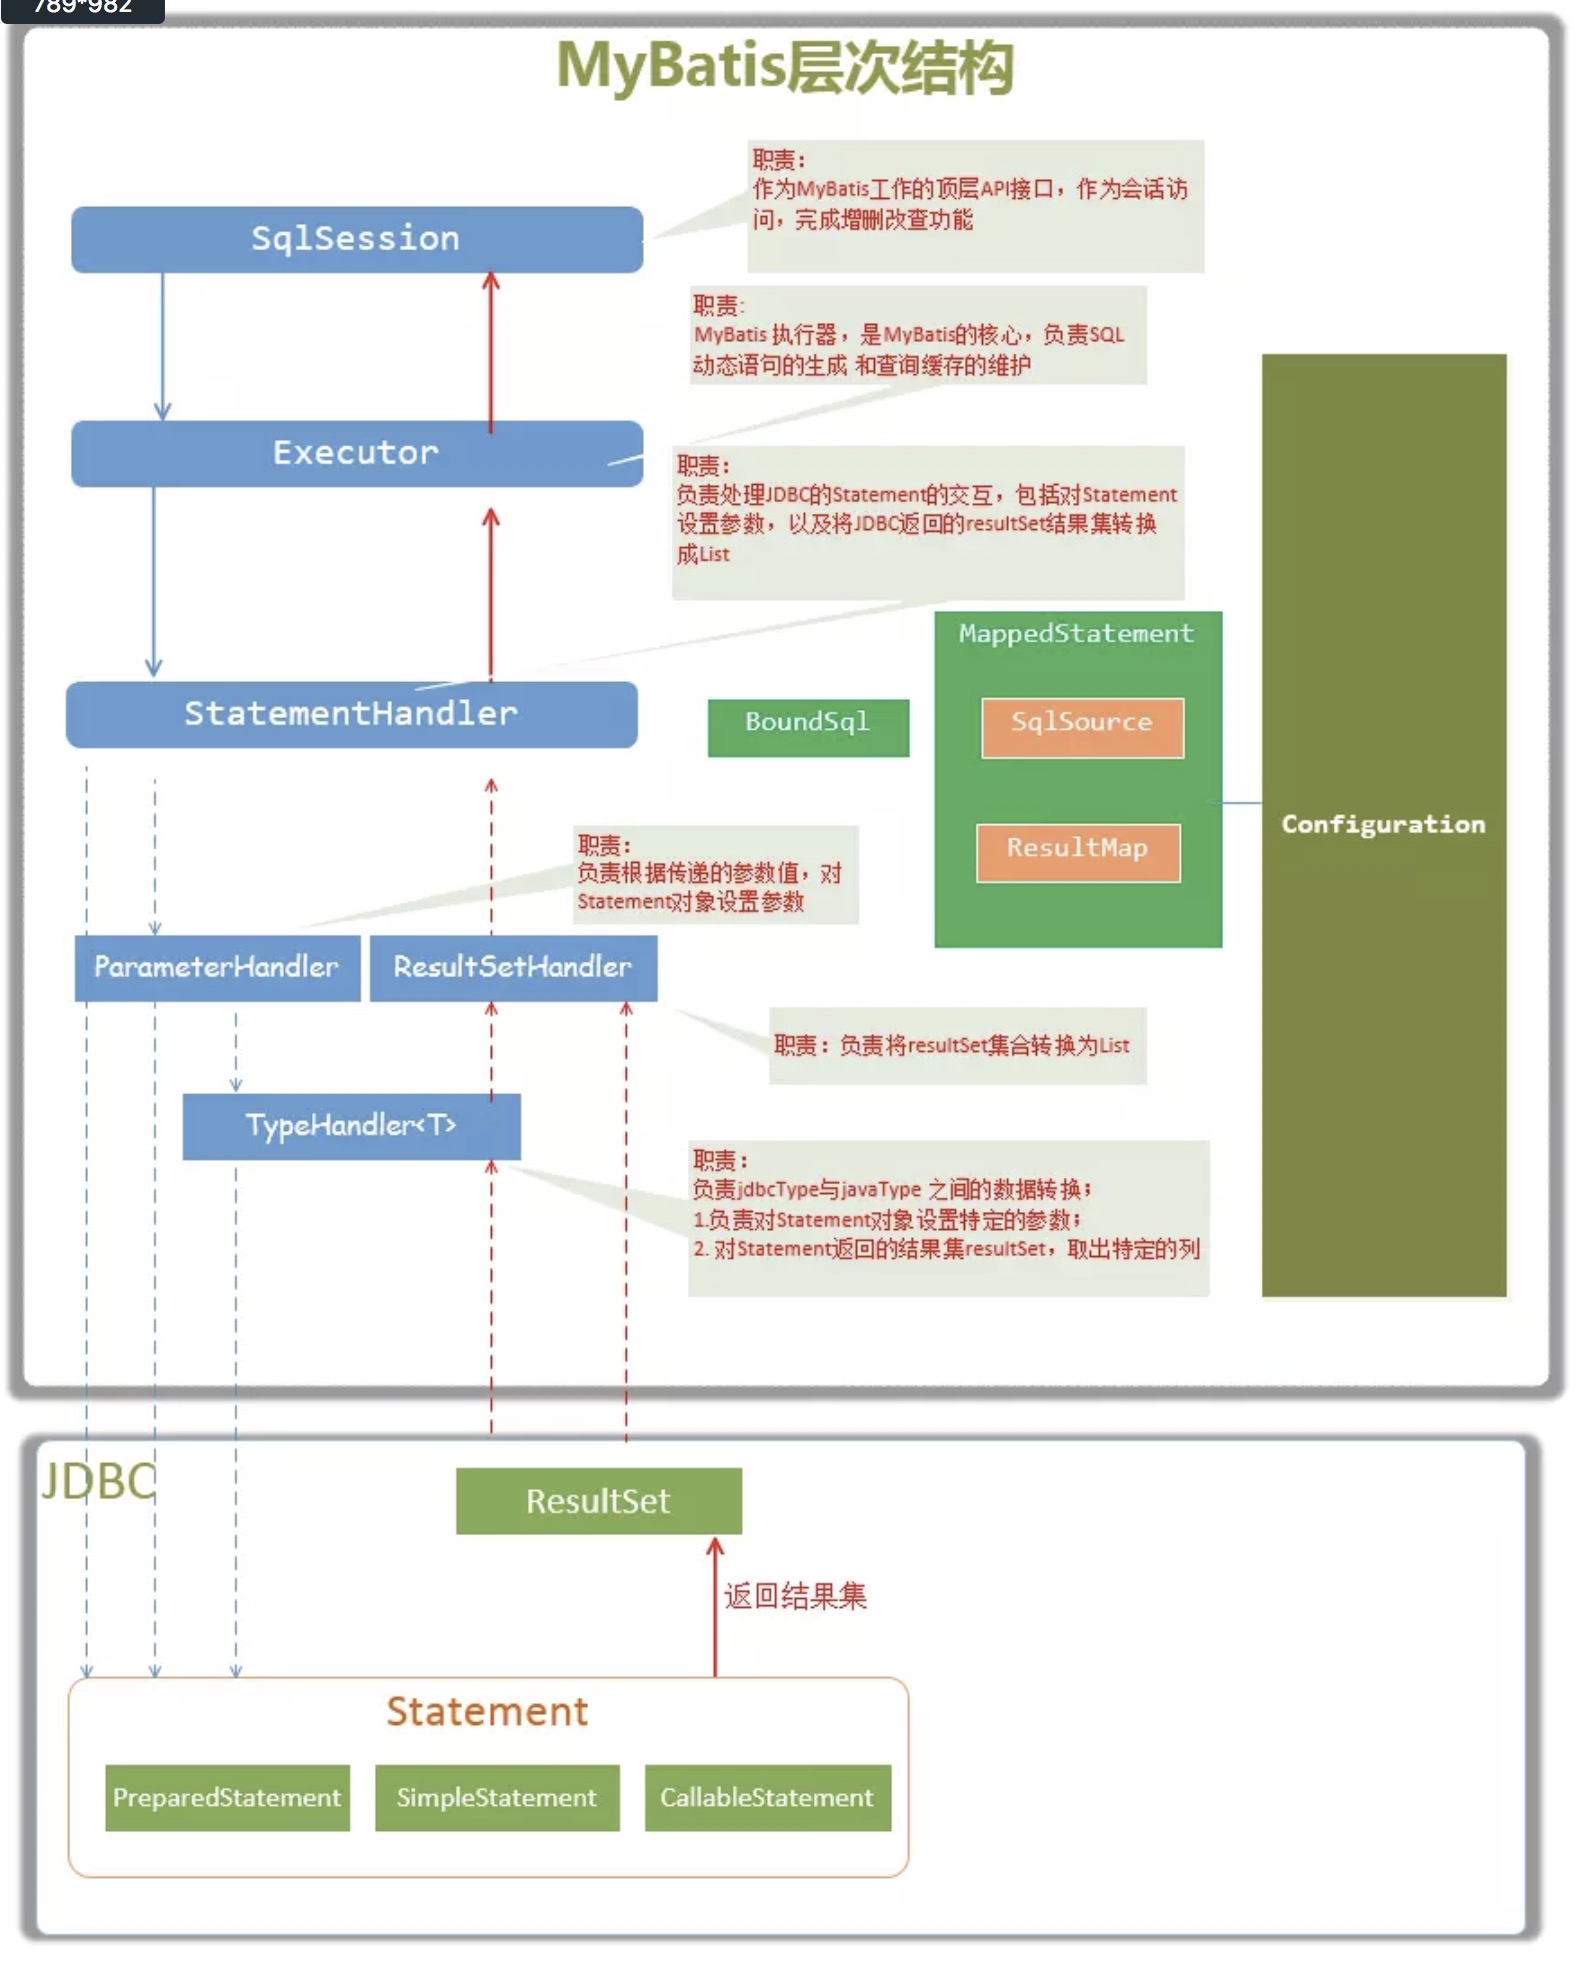 789*982
MyBatis层次结构
职责：
作为MyBatis工作的顶层API接口，作为会话访
问，完成增删改查功能
SqlSession
职责:
MyBatis 执行器，是MyBatis的核心，负责SQL
动态语句的生成 和查询缓存的维护
Executor
职责：
负责处理JDBC的Statement的交互，包括对Statement
设置参数，以及将JDBC返回的resultSet结果集转换
成List
StatementHandler
BoundSql
MappedStatement
SqlSource
ResultMap
Configuration
职责：
负责根据传递的参数值，对
Statement对象设置参数
ParameterHandler
ResultSetHandler
职责：负责将resultSet集合转换为List
TypeHandler<T>
职责：
负责jdbcType与javaType 之间的数据转换；
1.负责对Statement对象设置特定的参数；
2. 对Statement返回的结果集resultSet，取出特定的列
JDBC
ResultSet
返回结果集
Statement
PreparedStatement
SimpleStatement
CallableStatement